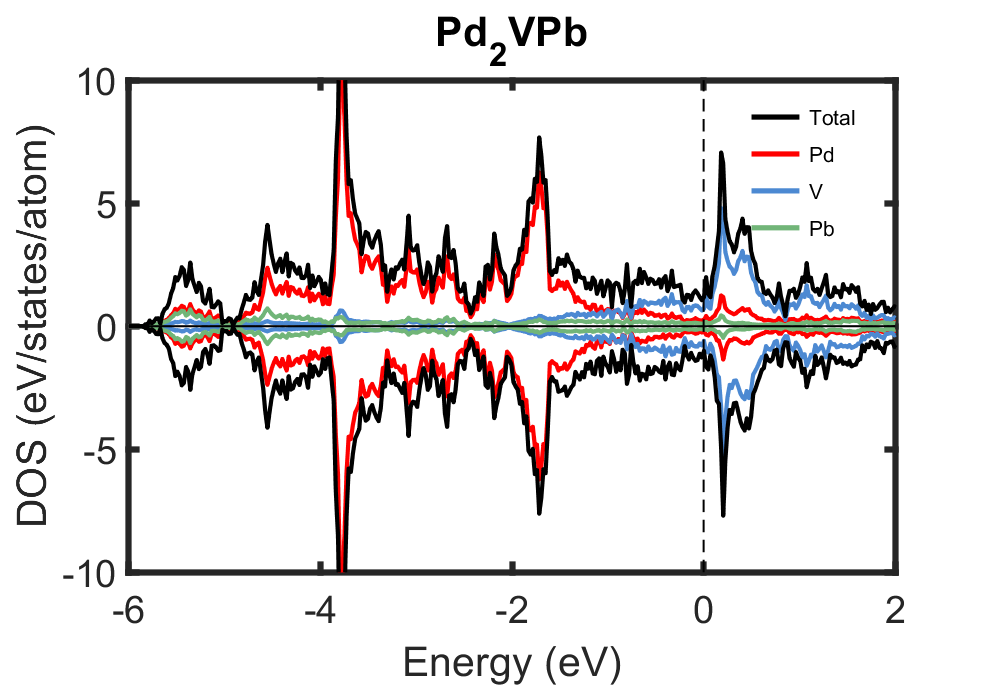 Pd₂VPb
10
5
0
-5
-10
DOS (eV/states/atom)
Total
Pd
V
Pb
-6 -4 -2 0 2
Energy (eV)